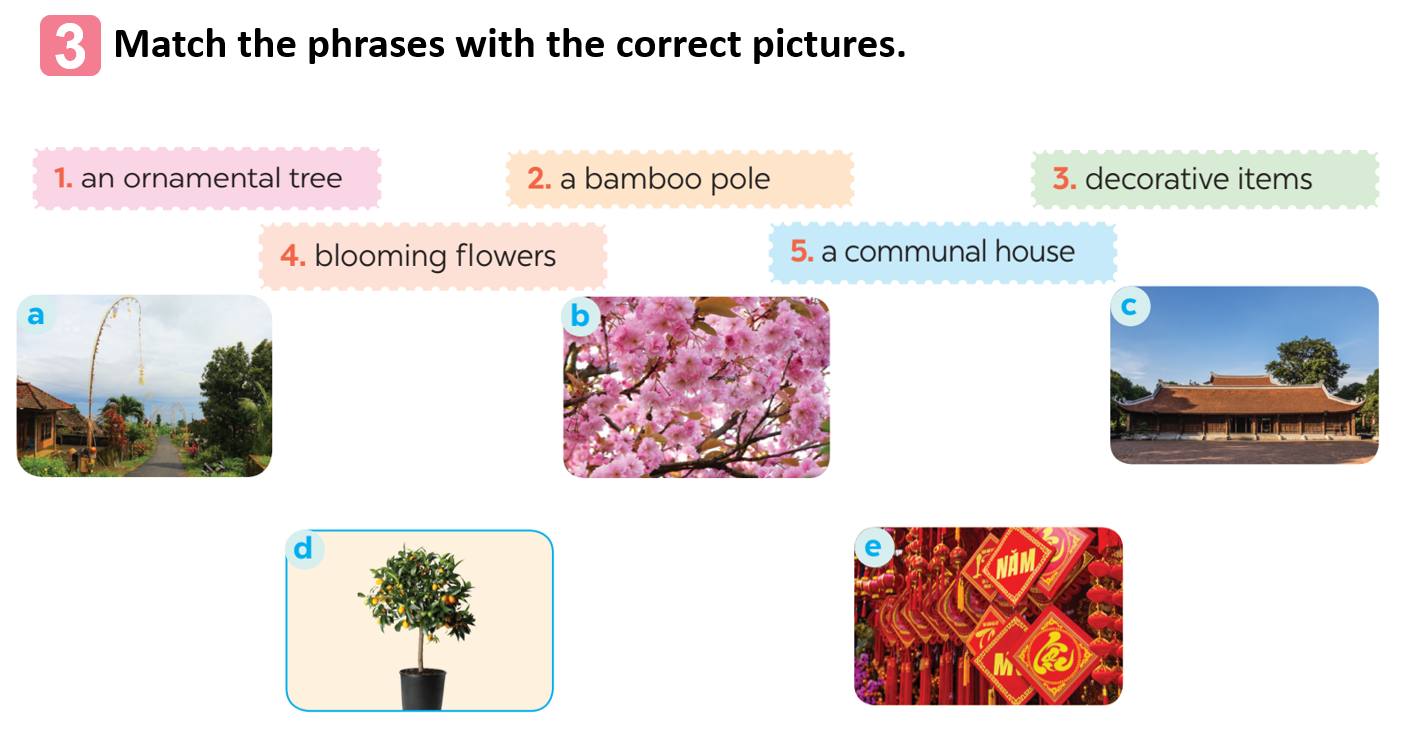 3 Match the phrases with the correct pictures.
1. an ornamental tree
2. a bamboo pole
3. decorative items
4. blooming flowers
5. a communal house
a
b
c
d
e
NĂM